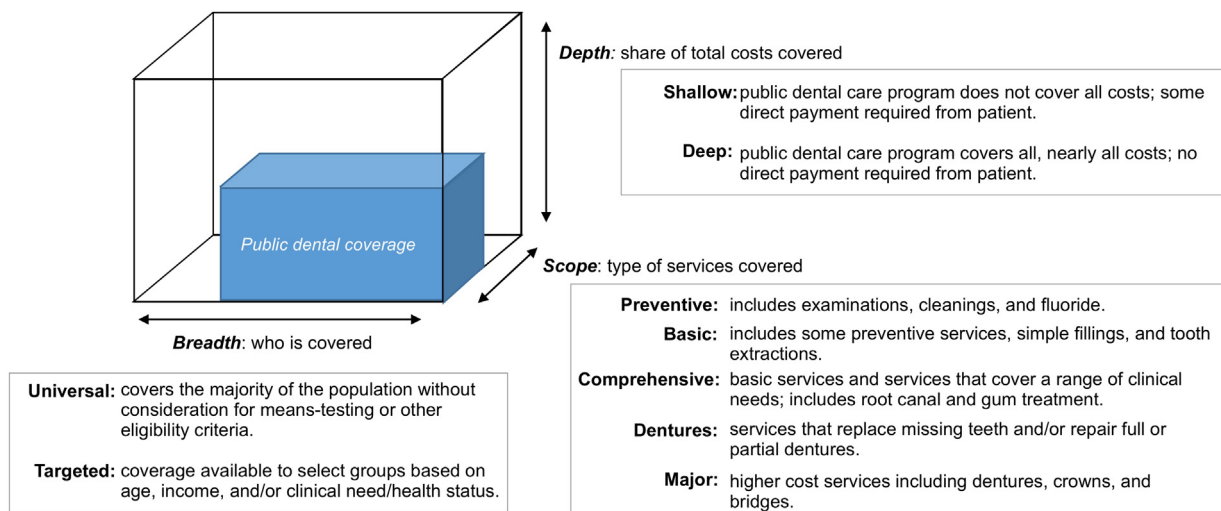 Depth: share of total costs covered
Shallow: public dental care program does not cover all costs; some
direct payment required from patient.
Deep: public dental care program covers all, nearly all costs; no
direct payment required from patient.
Public dental coverage
Scope: type of services covered
Preventive: includes examinations, cleanings, and fluoride.
Basic: includes some preventive services, simple fillings, and tooth
extractions.
Comprehensive: basic services and services that cover a range of clinical
needs; includes root canal and gum treatment.
Dentures: services that replace missing teeth and/or repair full or
partial dentures.
Major: higher cost services including dentures, crowns, and
bridges.
Breadth: who is covered
Universal: covers the majority of the population without
consideration for means-testing or other
eligibility criteria.
Targeted: coverage available to select groups based on
age, income, and/or clinical need/health status.